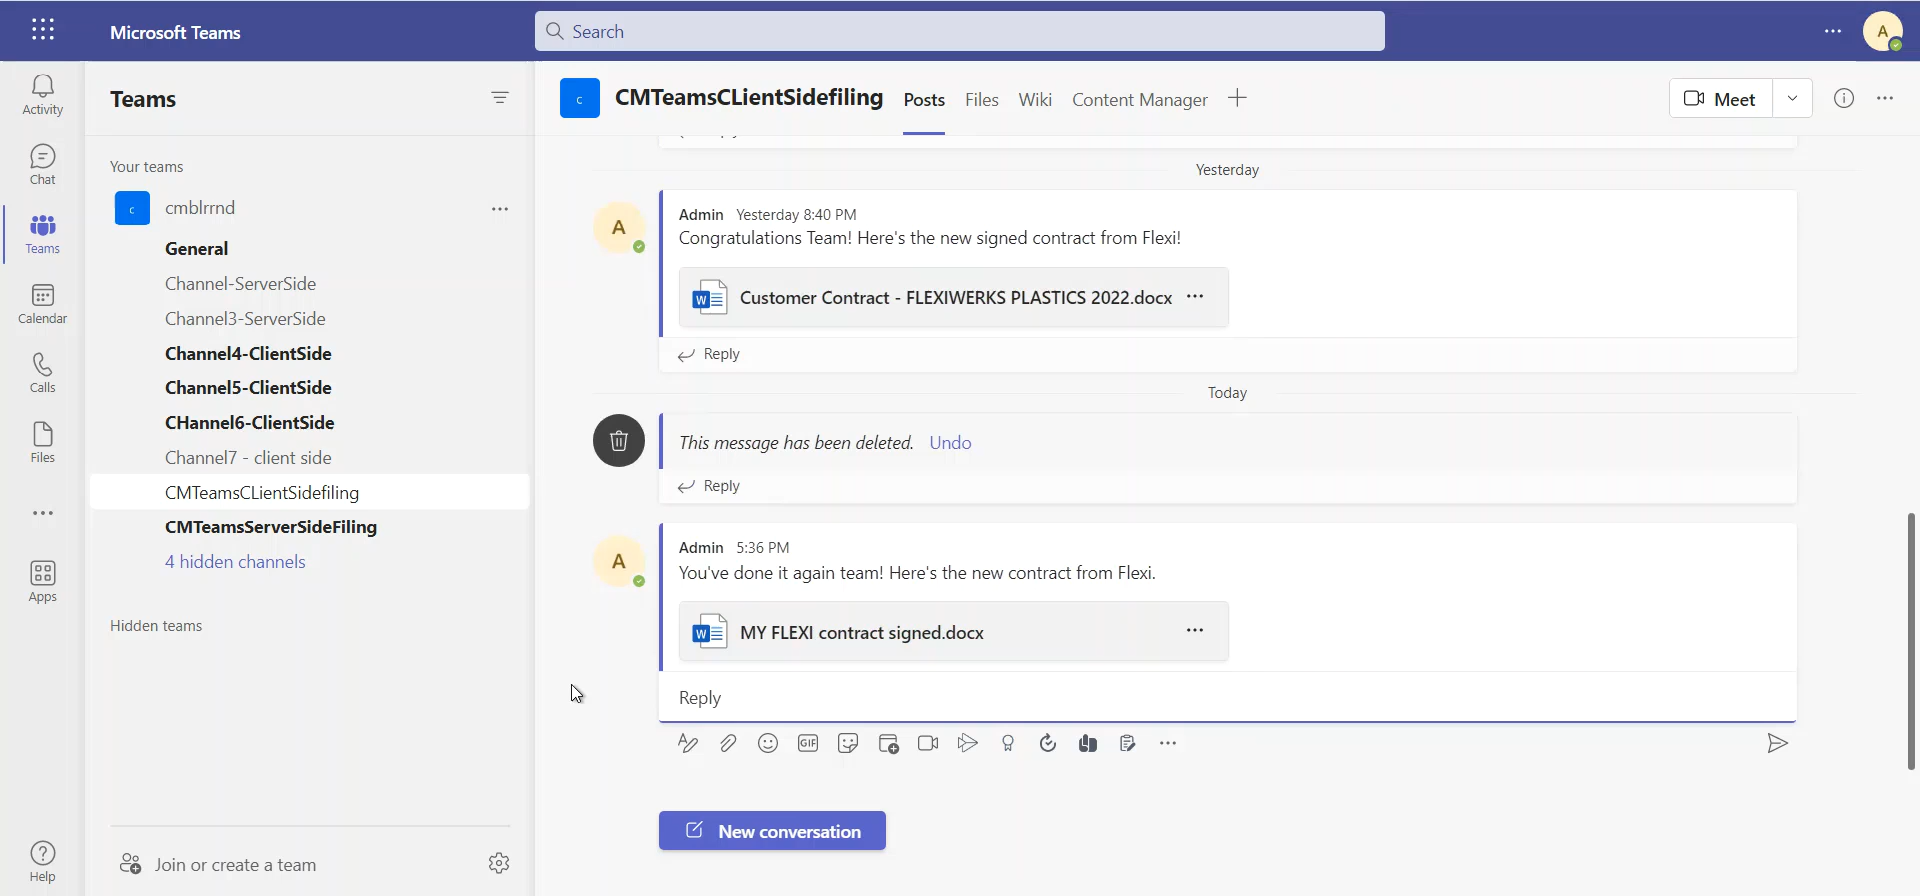 Microsoft Teams
Search
A
Activity
Chat
Teams
Calendar
Calls
Files
Apps
Help
Teams
Your teams
c
cmblrrnd
General
Channel-ServerSide
Channel3-ServerSide
Channel4-ClientSide
Channel5-ClientSide
CHannel6-ClientSide
Channel7 - client side
CMTeamsCLientSidefiling
CMTeamsServerSideFiling
4 hidden channels
Hidden teams
Join or create a team
c
CMTeamsCLientSidefiling
Posts
Files
Wiki
Content Manager
Meet
Yesterday
A
Admin Yesterday 8:40 PM
Congratulations Team! Here's the new signed contract from Flexi!
W
Customer Contract - FLEXIWERKS PLASTICS 2022.docx
Reply
Today
This message has been deleted. Undo
Reply
A
Admin 5:36 PM
You've done it again team! Here's the new contract from Flexi.
W
MY FLEXI contract signed.docx
Reply
GIF
New conversation